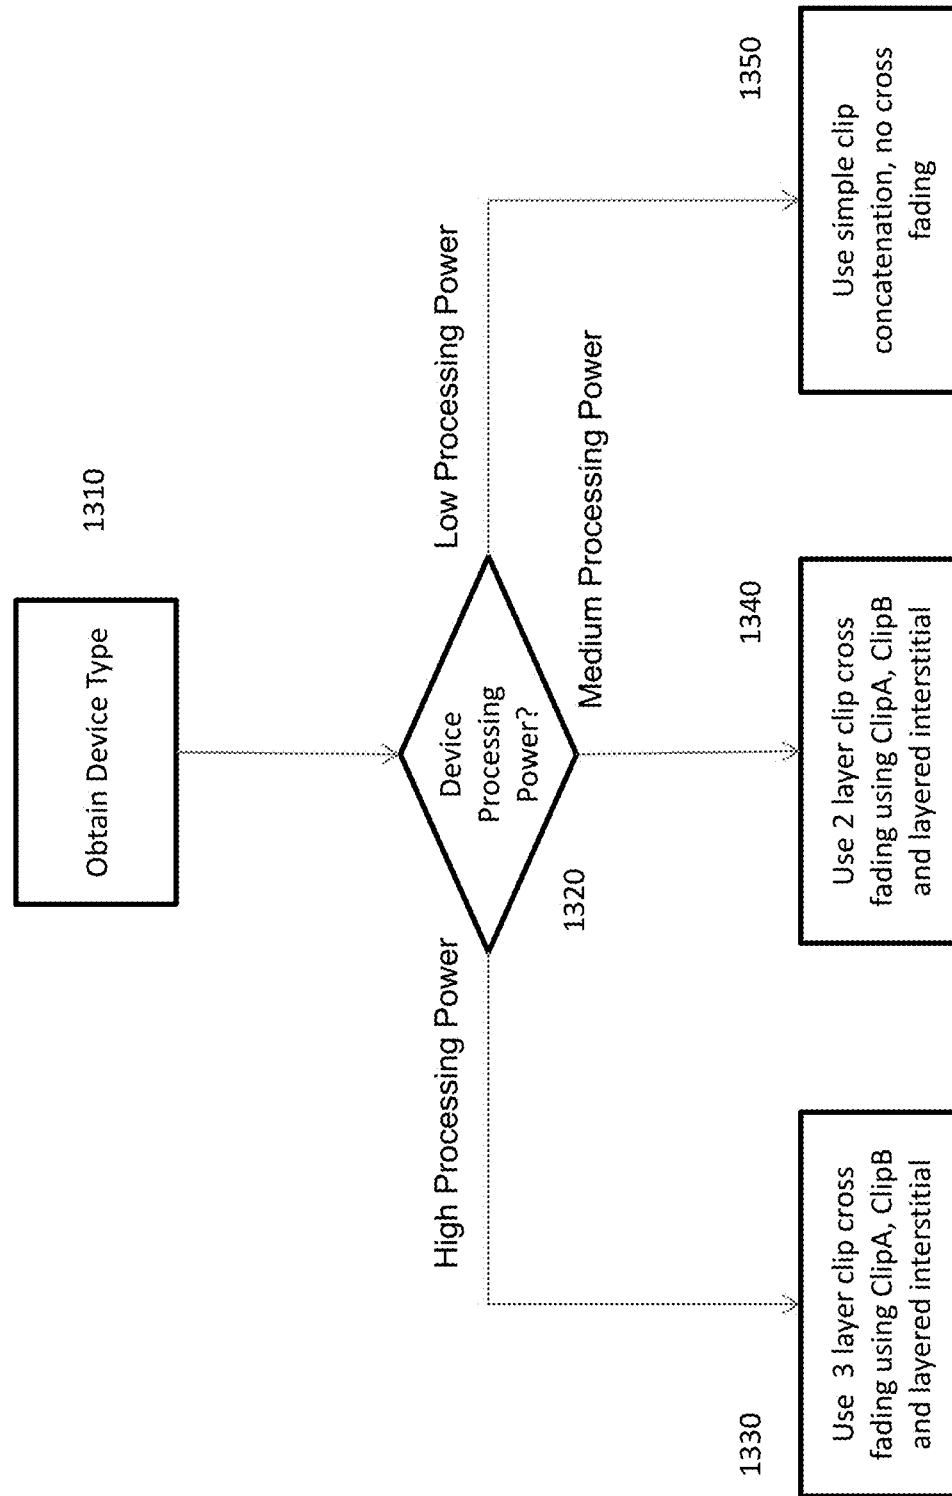 Obtain Device Type
1310
Device
Processing
Power?
1320
High Processing Power
Low Processing Power
Medium Processing Power
1330
Use 3 layer clip cross
fading using ClipA, ClipB
and layered interstitial
1340
Use 2 layer clip cross
fading using ClipA, ClipB
and layered interstitial
1350
Use simple clip
concatenation, no cross
fading